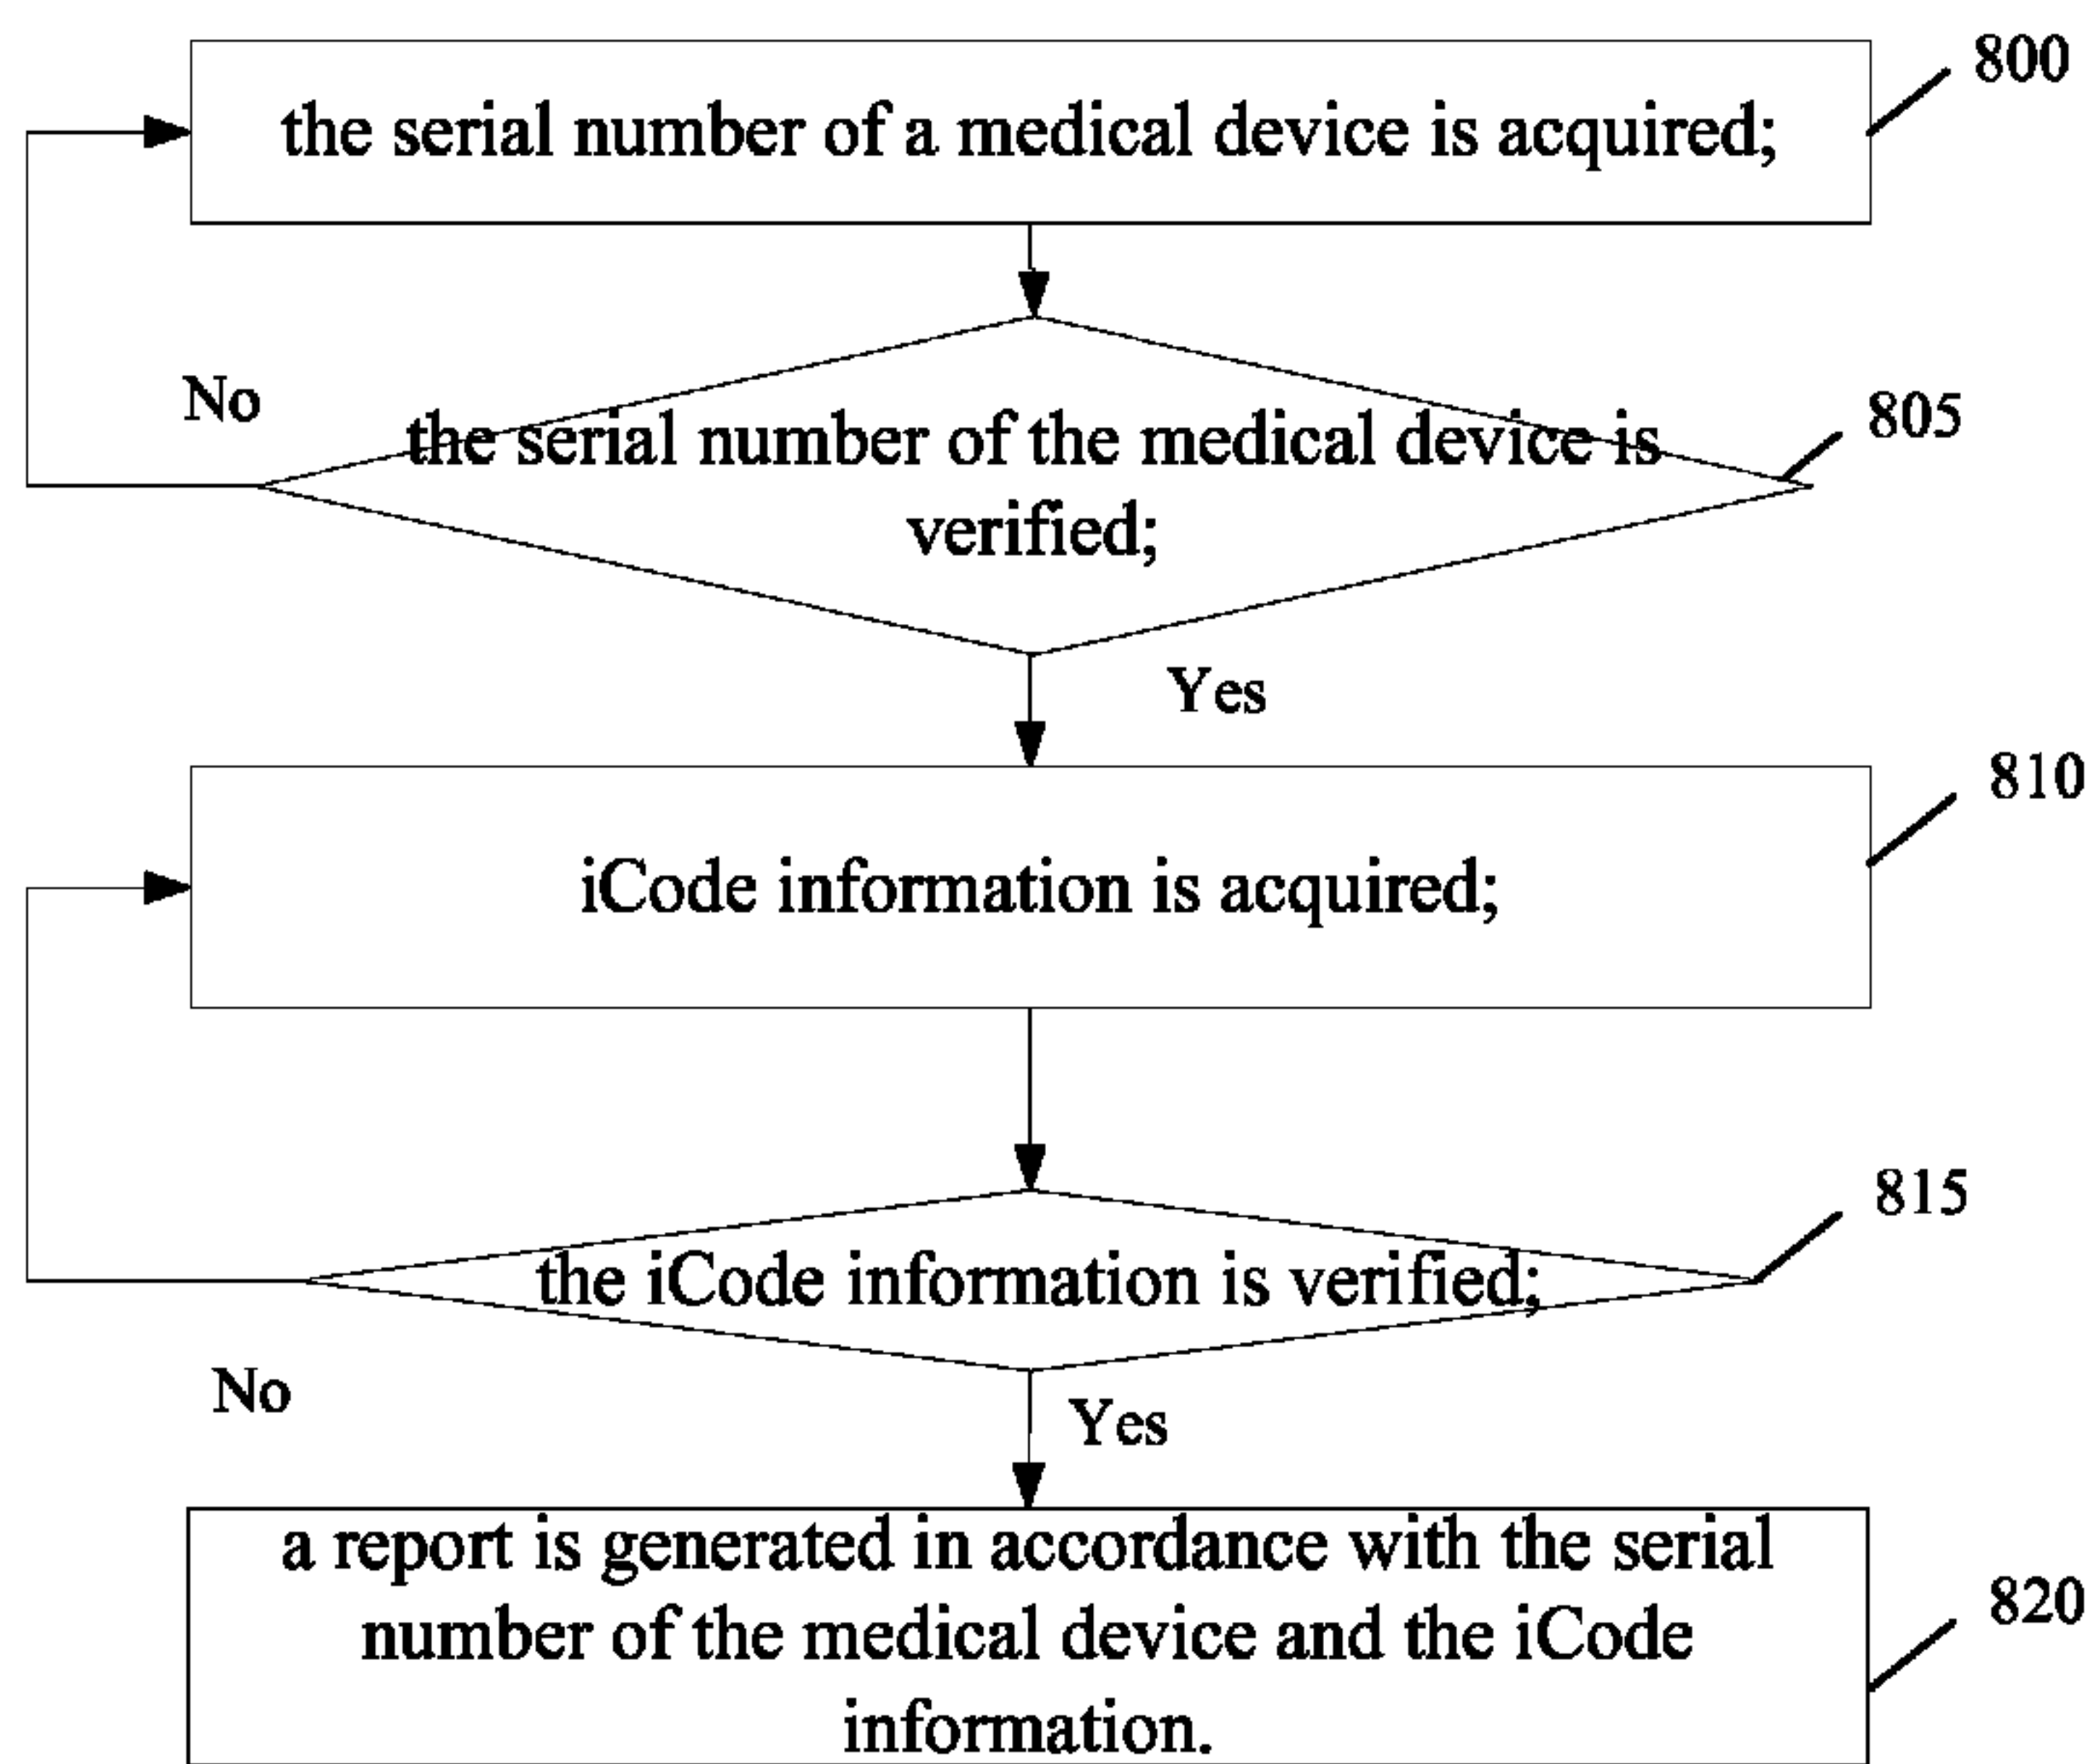 800
the serial number of a medical device is acquired;
No
805
the serial number of the medical device is
verified;
Yes
810
iCode information is acquired;
815
the iCode information is verified;
No
Yes
a report is generated in accordance with the serial
820
number of the medical device and the iCode
information.